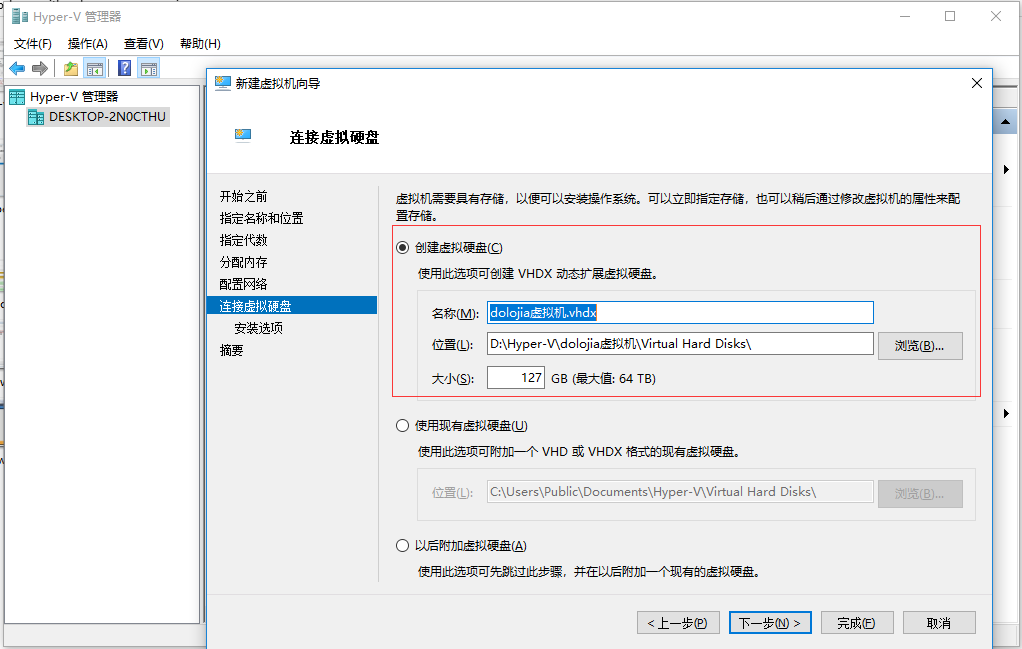 Hyper-V 管理器
文件(F) 操作(A) 查看(V) 帮助(H)
Hyper-V 管理器
DESKTOP-2N0CTHU
新建虚拟机向导
连接虚拟硬盘
开始之前
指定名称和位置
指定代数
分配内存
配置网络
连接虚拟硬盘
安装选项
摘要
虚拟机需要具有存储，以便可以安装操作系统。可以立即指定存储，也可以稍后通过修改虚拟机的属性来配
置存储。
创建虚拟硬盘(C)
使用此选项可创建 VHDX 动态扩展虚拟硬盘。
名称(M): dolojia虚拟机.vhdx
位置(L): D:\Hyper-V\dolojia虚拟机\Virtual Hard Disks\ 浏览(B)...
大小(S): 127 GB (最大值: 64 TB)
使用现有虚拟硬盘(U)
使用此选项可附加一个 VHD 或 VHDX 格式的现有虚拟硬盘。
位置(L): C:\Users\Public\Documents\Hyper-V\Virtual Hard Disks\ 浏览(B)...
以后附加虚拟硬盘(A)
使用此选项可先跳过此步骤，并在以后附加一个现有的虚拟硬盘。
< 上一步(P) 下一步(N) > 完成(F) 取消